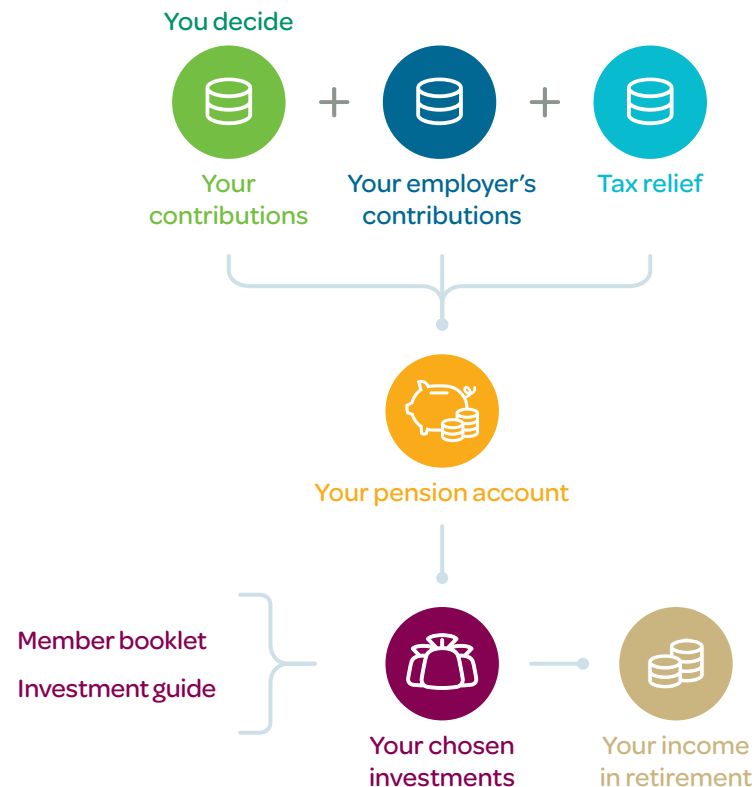 You decide
+ +
Your
contributions
Your employer's
contributions
Tax relief
Your pension account
Member booklet
Investment guide
Your chosen
investments
Your income
in retirement